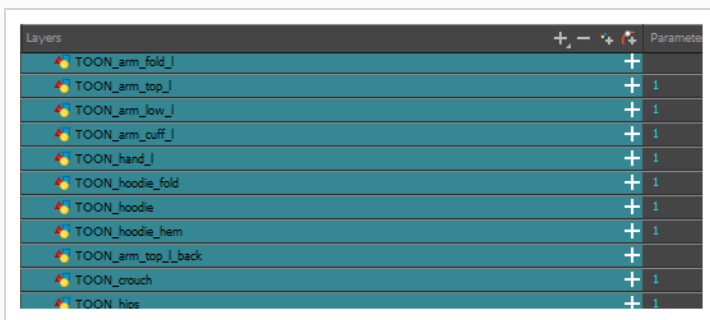 Layers Paramete
TOON_arm_fold_l
TOON_arm_top_l 1
TOON_arm_low_l 1
TOON_arm_cuff_l 1
TOON_hand_l 1
TOON_hoodie_fold 1
TOON_hoodie 1
TOON_hoodie_hem 1
TOON_arm_top_l_back
TOON_crouch 1
TOON_hips 1